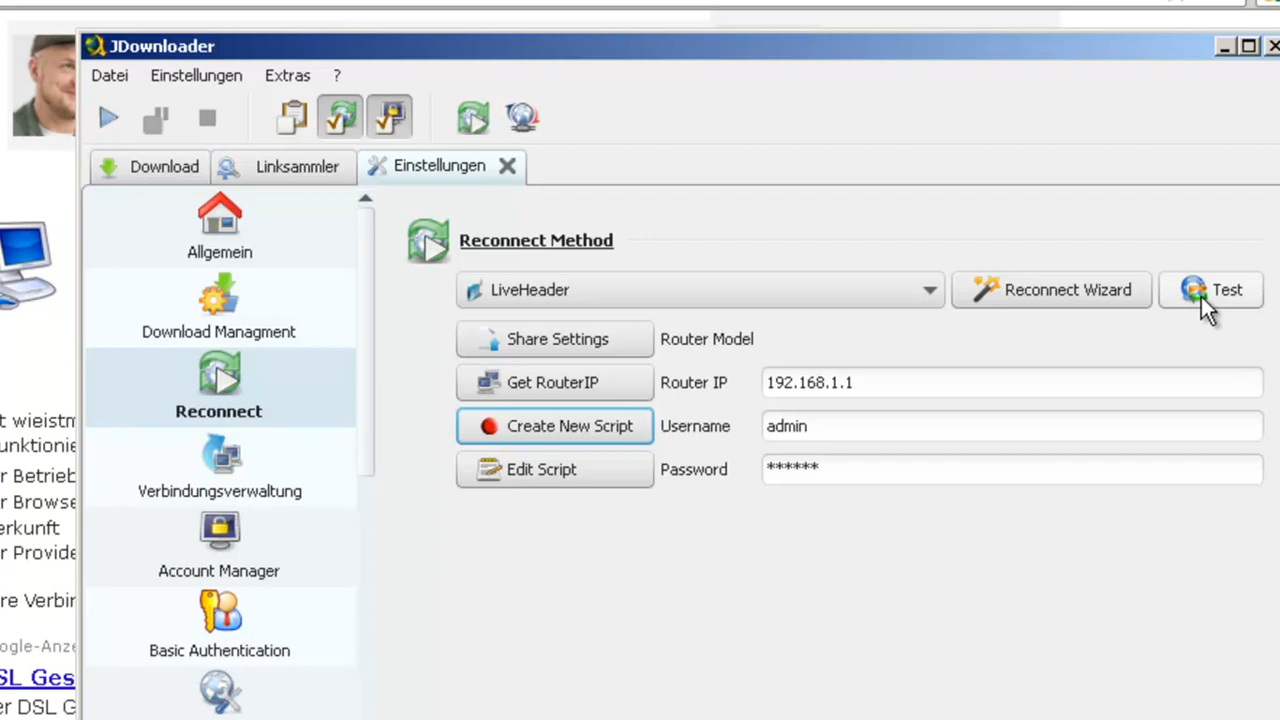 JDownloader
Datei Einstellungen Extras ?
Download Linksammler Einstellungen
Allgemein
Download Managment
Reconnect
Verbindungsverwaltung
Account Manager
Basic Authentication
Reconnect Method
LiveHeader Reconnect Wizard Test
Share Settings Router Model
Get RouterIP Router IP 192.168.1.1
Create New Script Username admin
Edit Script Password ******
t wieistm
unktionie
r Betrieb
r Browse
erkunft
r Provide
re Verbir
ogle-Anze
SL Ges
er DSL G